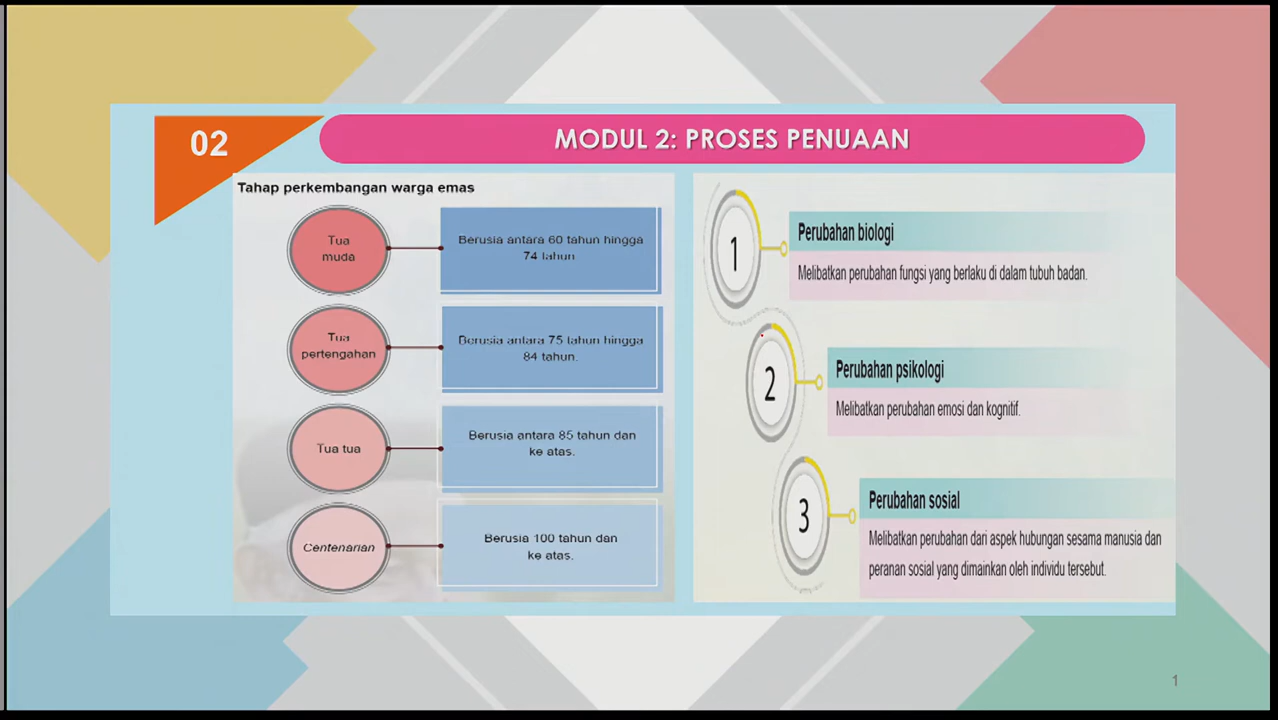 02
MODUL 2: PROSES PENUAAN
Tahap perkembangan warga emas
Tua
muda
Berusia antara 60 tahun hingga
74 tahun
Tua
pertengahan
Berusia antara 75 tahun hingga
84 tahun.
Tua tua
Berusia antara 85 tahun dan
ke atas.
Centenarian
Berusia 100 tahun dan
ke atas.
1
Perubahan biologi
Melibatkan perubahan fungsi yang berlaku di dalam tubuh badan.
2
Perubahan psikologi
Melibatkan perubahan emosi dan kognitif.
3
Perubahan sosial
Melibatkan perubahan dari aspek hubungan sesama manusia dan
peranan sosial yang dimainkan oleh individu tersebut.
1